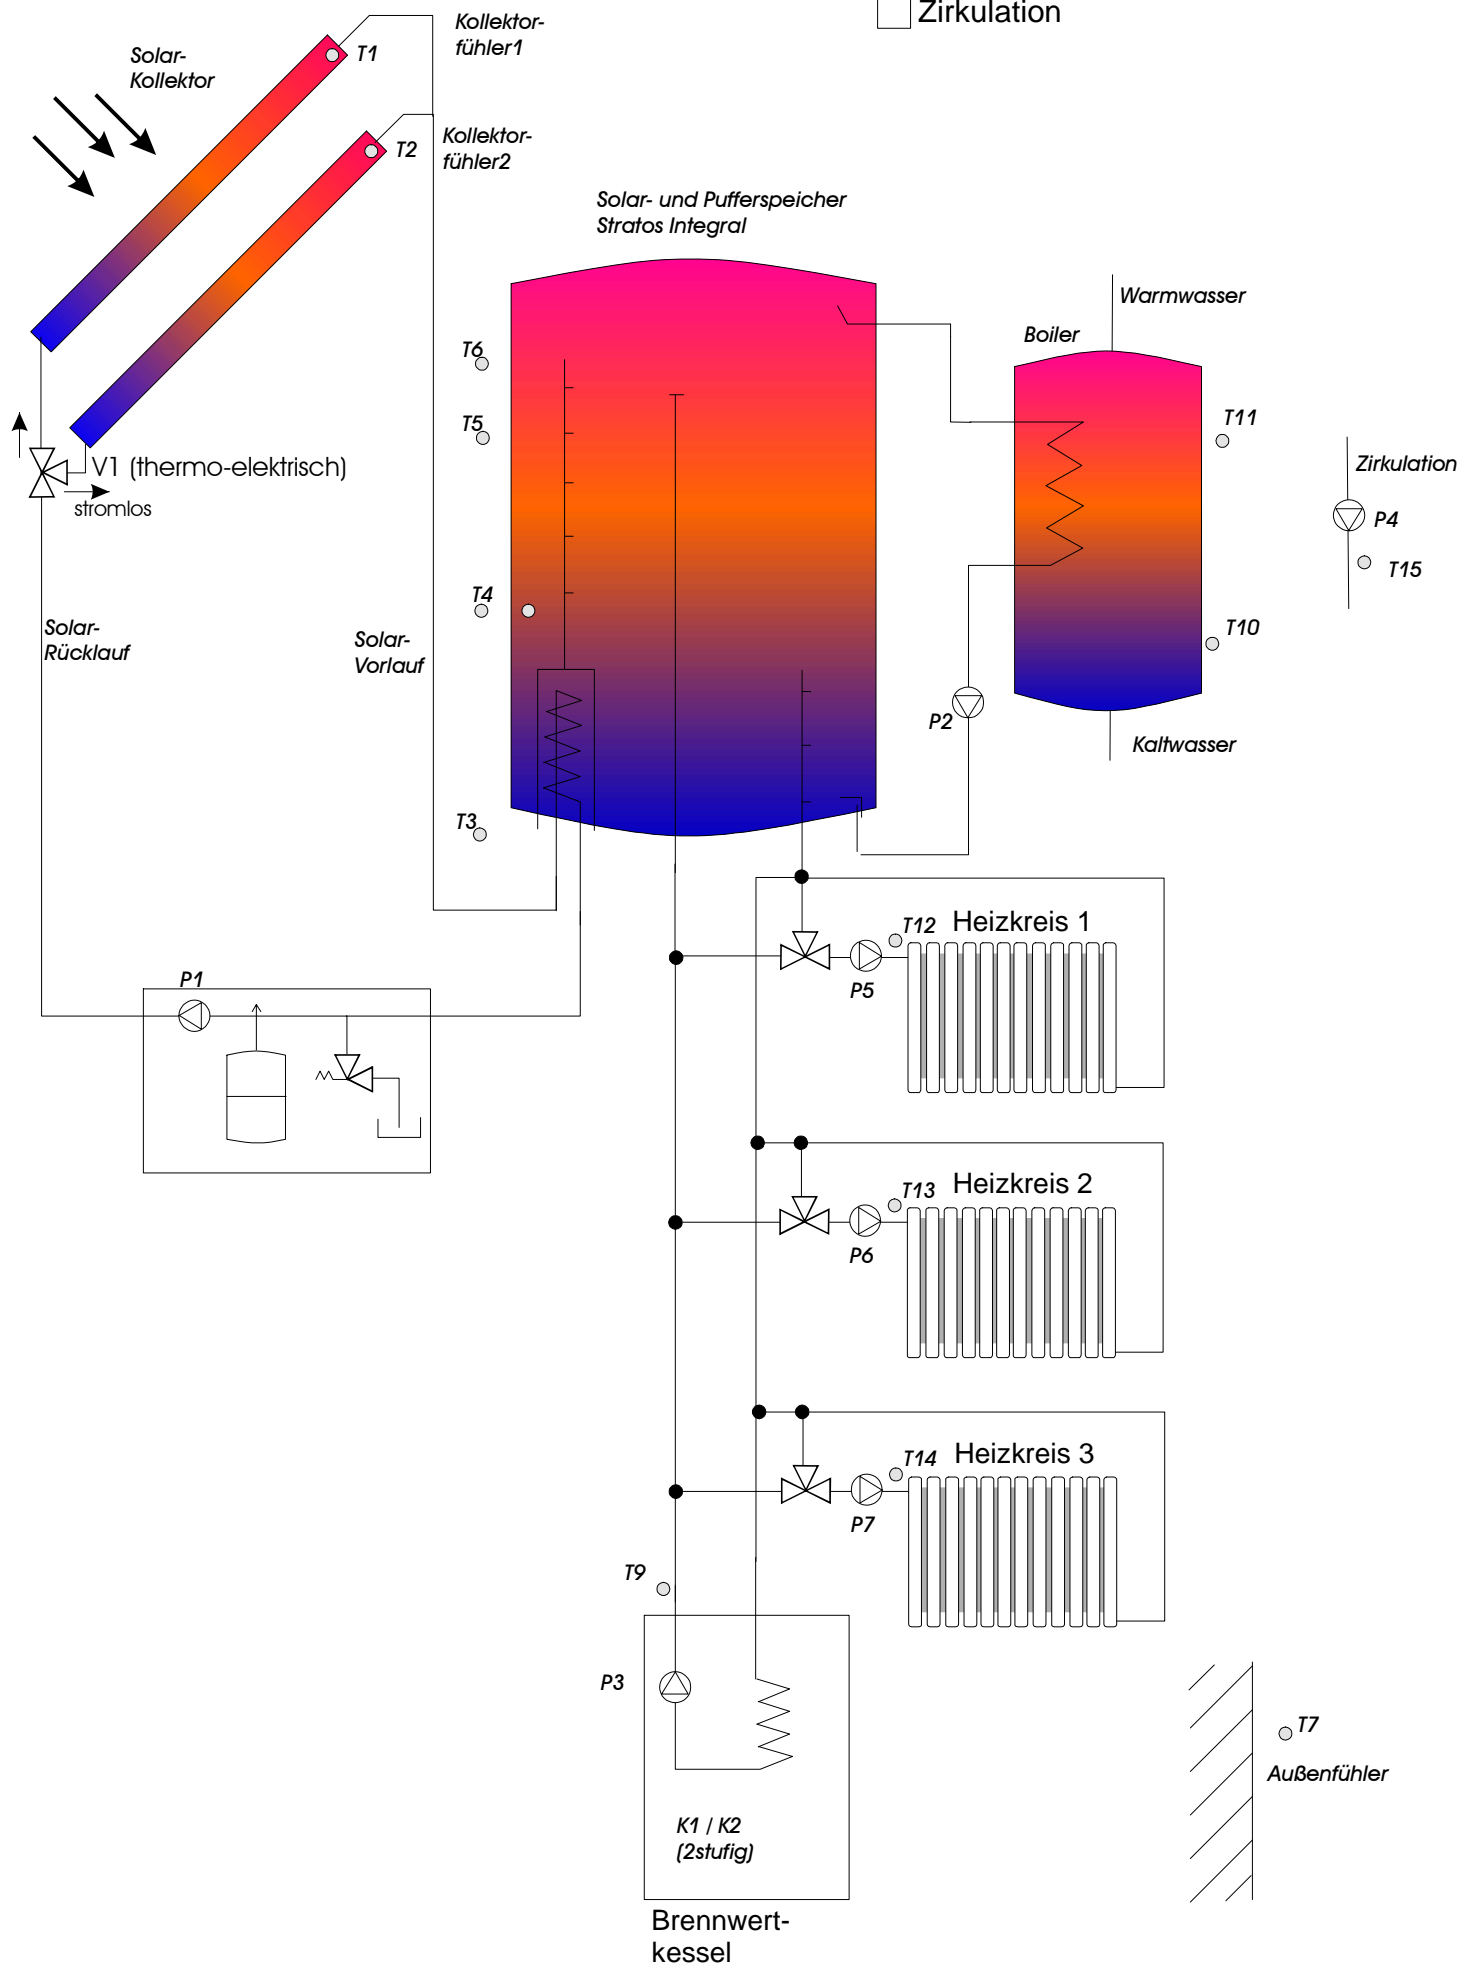 Zirkulation
Kollektor-
fühler1
Solar-
Kollektor
T1
Kollektor-
fühler2
T2
Solar- und Pufferspeicher
Stratos Integral
Warmwasser
Boiler
T6
T5
T11
V1 (thermo-elektrisch)
stromlos
Zirkulation
P4
T15
T4
Solar-
Rücklauf
Solar-
Vorlauf
T10
P2
Kaltwasser
T3
T12
Heizkreis 1
P5
P1
T13
Heizkreis 2
P6
T14
Heizkreis 3
P7
T9
P3
T7
Außenfühler
K1 / K2
(2stufig)
Brennwert-
kessel